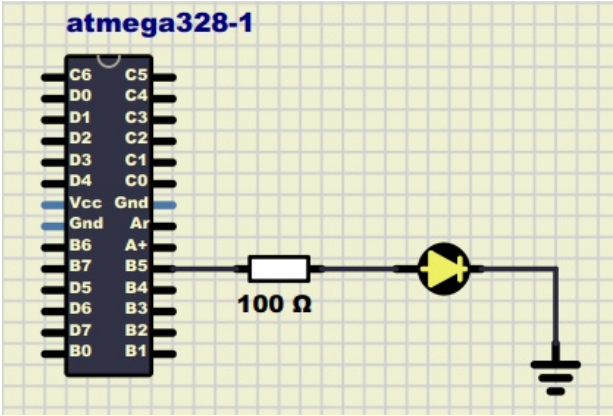 atmega328-1
C6 C5
D0 C4
D1 C3
D2 C2
D3 C1
D4 C0
Vcc Gnd
Gnd Ar
B6 A+
B7 B5
D5 B4
D6 B3
D7 B2
B0 B1
100 Ω